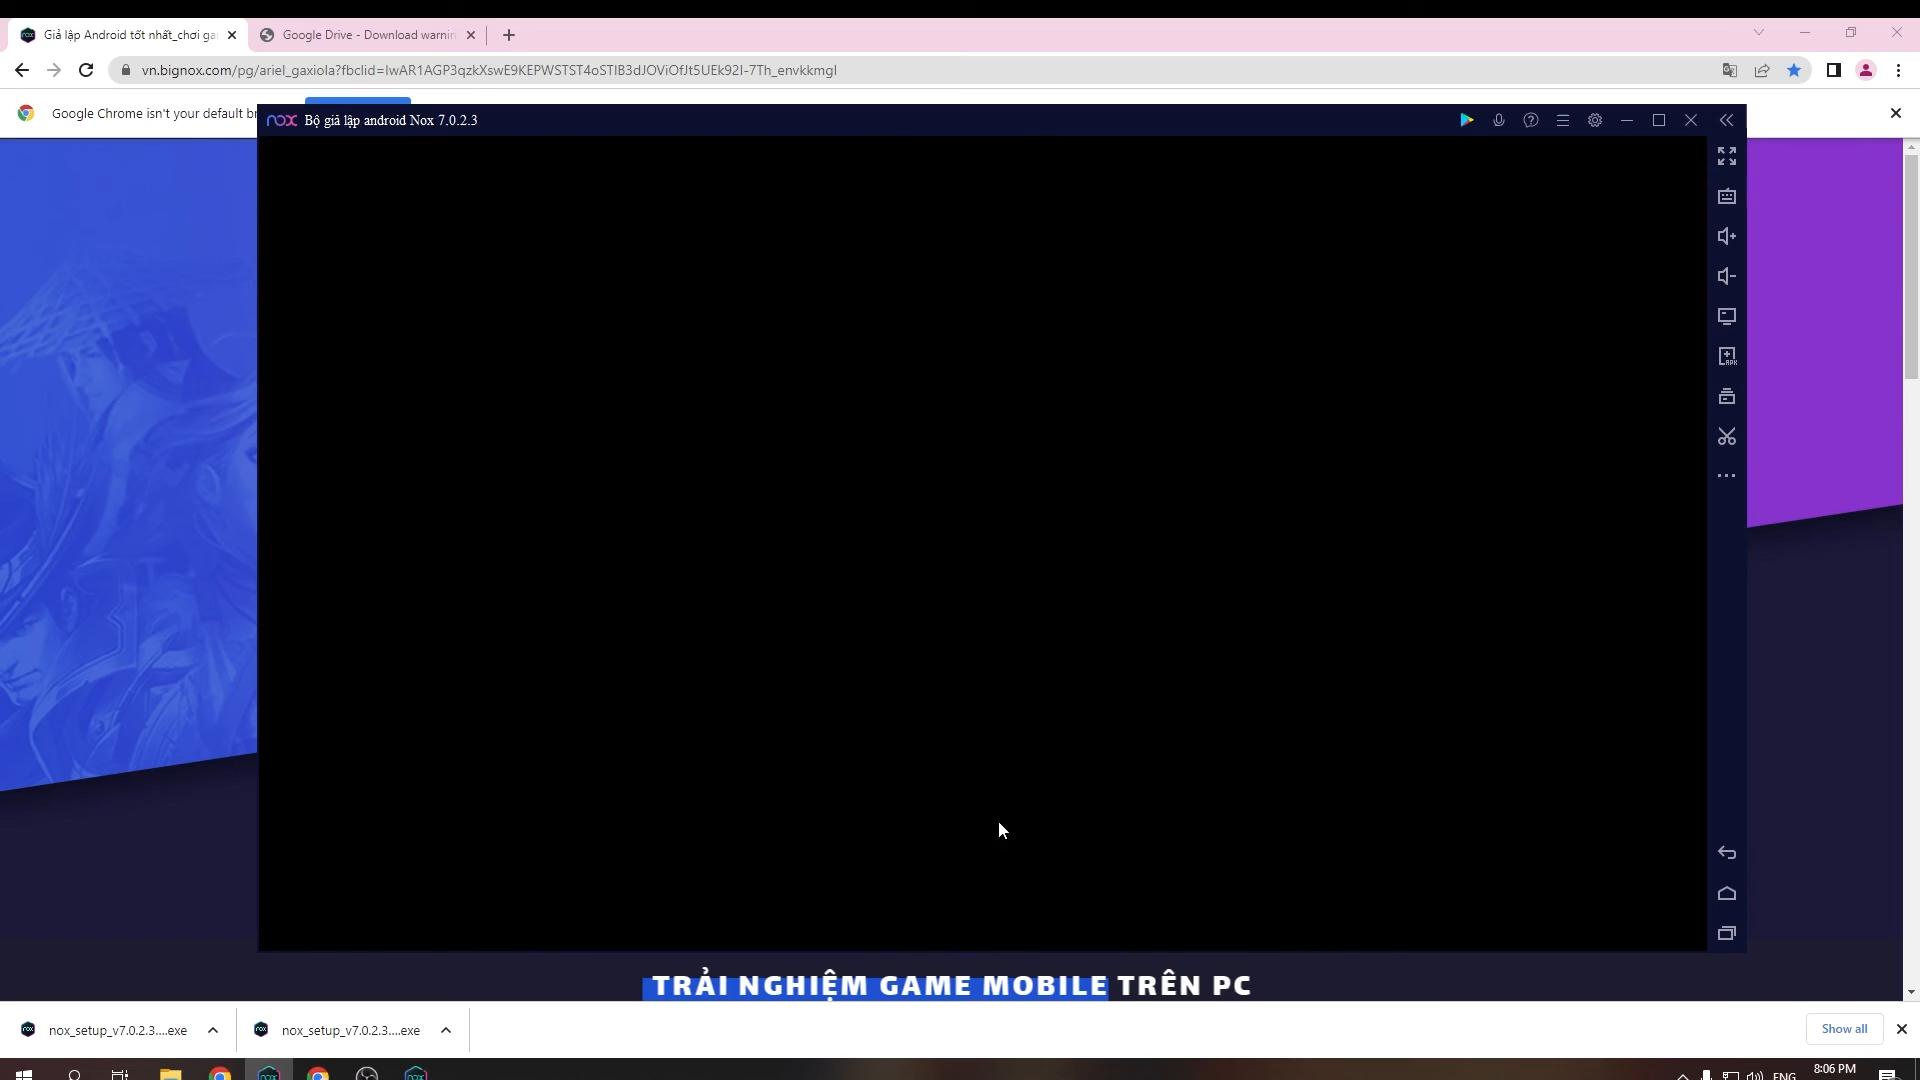 Giả lập Android tốt nhất_chơi ga
Google Drive - Download warnin
vn.bignox.com/pg/ariel_gaxiola?fbclid=IwAR1AGP3qzkXswE9KEPWSTST4oSTIB3dJOViOfJt5UEk92I-7Th_envkkmgI
Google Chrome isn't your default br
nox Bộ giả lập android Nox 7.0.2.3
APK
TRẢI NGHIỆM GAME MOBILE TRÊN PC
nox_setup_v7.0.2.3....exe
nox_setup_v7.0.2.3....exe
Show all
ENG
8:06 PM